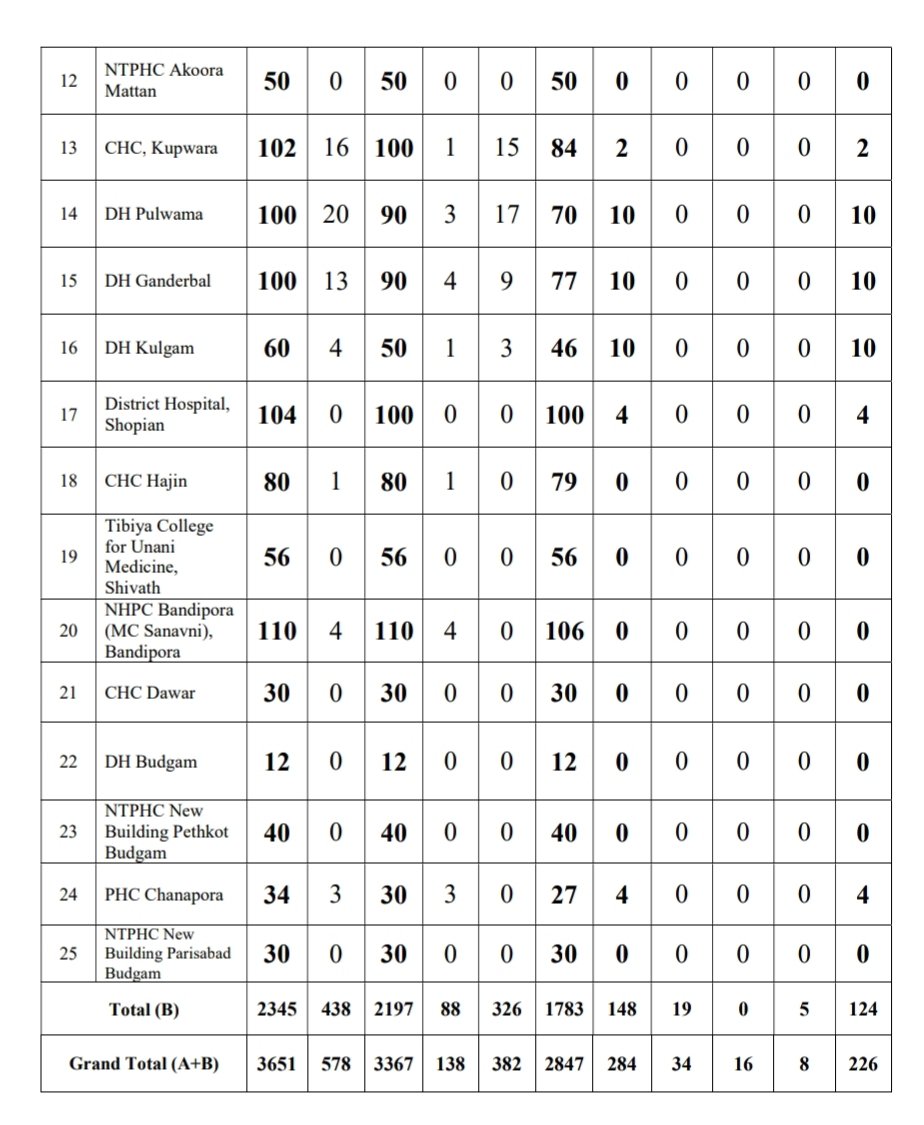 12 NTPHC Akoora Mattan 50 0 50 0 0 50 0 0 0 0 0
13 CHC, Kupwara 102 16 100 1 15 84 2 0 0 0 2
14 DH Pulwama 100 20 90 3 17 70 10 0 0 0 10
15 DH Ganderbal 100 13 90 4 9 77 10 0 0 0 10
16 DH Kulgam 60 4 50 1 3 46 10 0 0 0 10
17 District Hospital, Shopian 104 0 100 0 0 100 4 0 0 0 4
18 CHC Hajin 80 1 80 1 0 79 0 0 0 0 0
19 Tibiya College for Unani Medicine, Shivath 56 0 56 0 0 56 0 0 0 0 0
20 NHPC Bandipora (MC Sanavni), Bandipora 110 4 110 4 0 106 0 0 0 0 0
21 CHC Dawar 30 0 30 0 0 30 0 0 0 0 0
22 DH Budgam 12 0 12 0 0 12 0 0 0 0 0
23 NTPHC New Building Pethkot Budgam 40 0 40 0 0 40 0 0 0 0 0
24 PHC Chanapora 34 3 30 3 0 27 4 0 0 0 4
25 NTPHC New Building Parisabad Budgam 30 0 30 0 0 30 0 0 0 0 0
Total (B) 2345 438 2197 88 326 1783 148 19 0 5 124
Grand Total (A+B) 3651 578 3367 138 382 2847 284 34 16 8 226